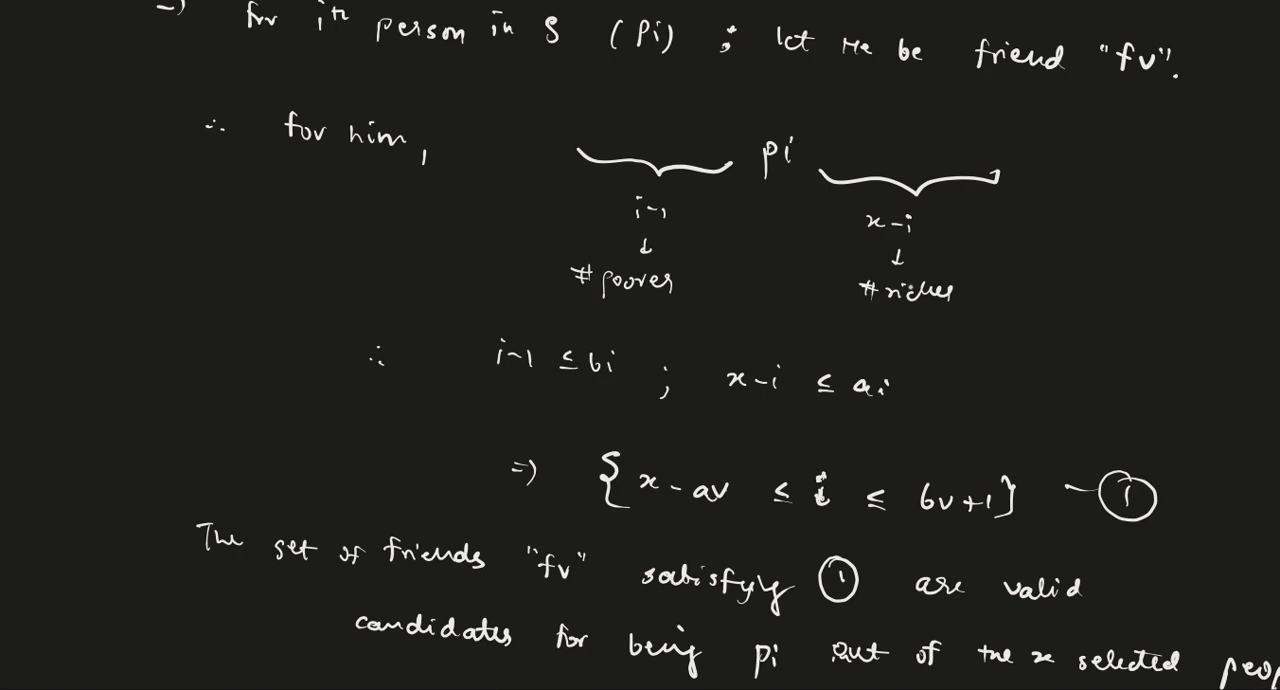 =) for ith person in S (Pi) ; let He be friend "fv".
∴ for him, pi
i-1 x-i
↓ ↓
# poorer # richer
∴ i-1 ≤ bi ; x-i ≤ ai
=) {x - av ≤ i ≤ bv+1} - ①
The set of friends "fv" satisfying ① are valid
candidates for being pi out of the x selected